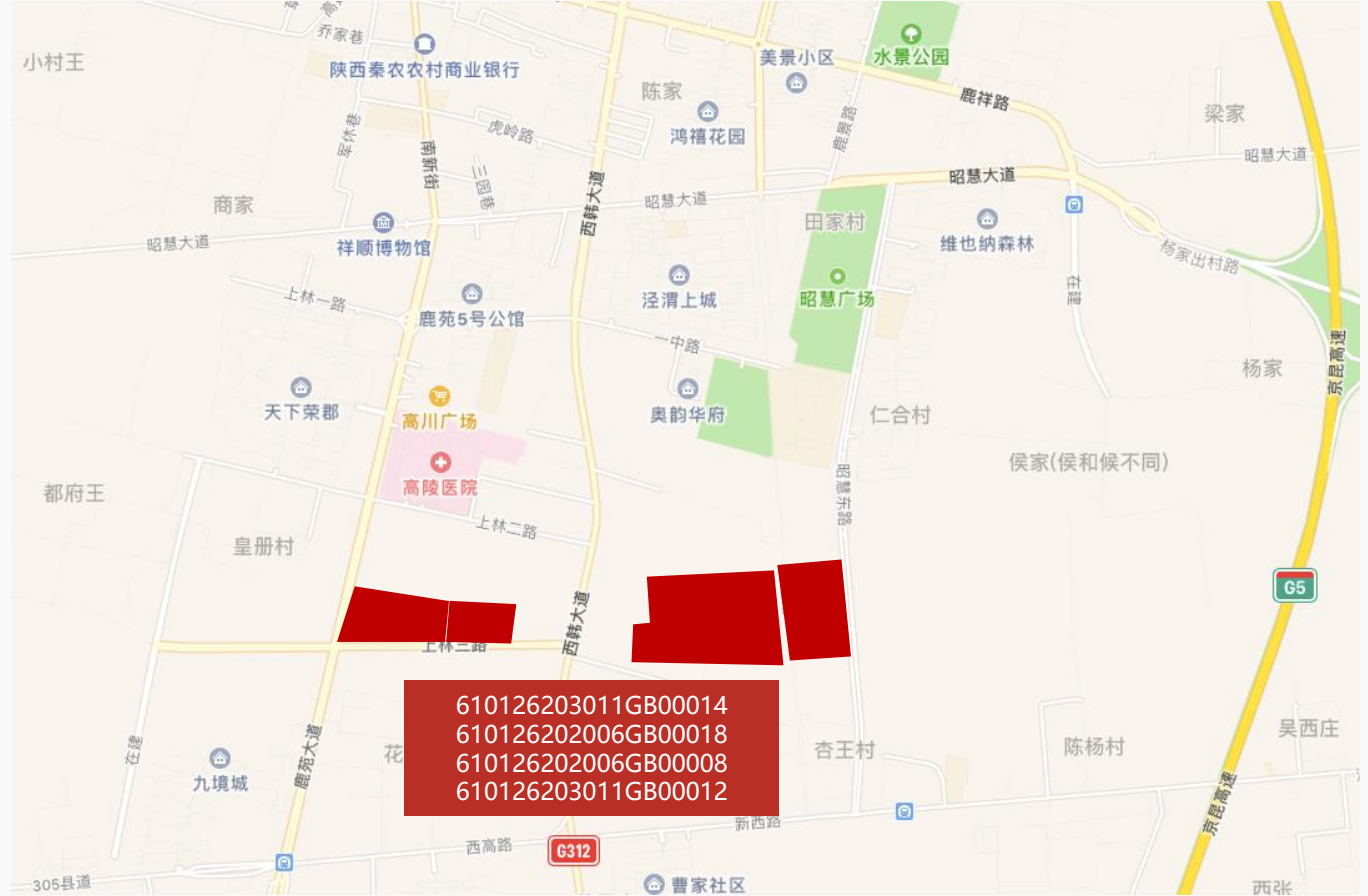 高
乔家巷
小村王
陕西秦农农村商业银行
美景小区
水景公园
陈家
鹿祥路
梁家
军休巷
虎岭路
鸿禧花园
鹿景路
南新街
昭慧大道
三园巷
昭慧大道
商家
西韩大道
昭慧大道
田家村
祥顺博物馆
昭慧大道
维也纳森林
杨家出村路
上林一路
泾渭上城
昭慧广场
在建
鹿苑5号公馆
一中路
京昆高速
杨家
天下荣郡
高川广场
奥韵华府
仁合村
侯家(侯和候不同)
高陵医院
都府王
昭慧东路
上林二路
皇册村
G5
西韩大道
上林三路
610126203011GB00014
610126202006GB00018
610126202006GB00008
610126203011GB00012
吴西庄
鹿苑大道
在建
花
杏王村
陈杨村
九境城
京昆高速
新西路
西高路
G312
305县道
曹家社区
西张